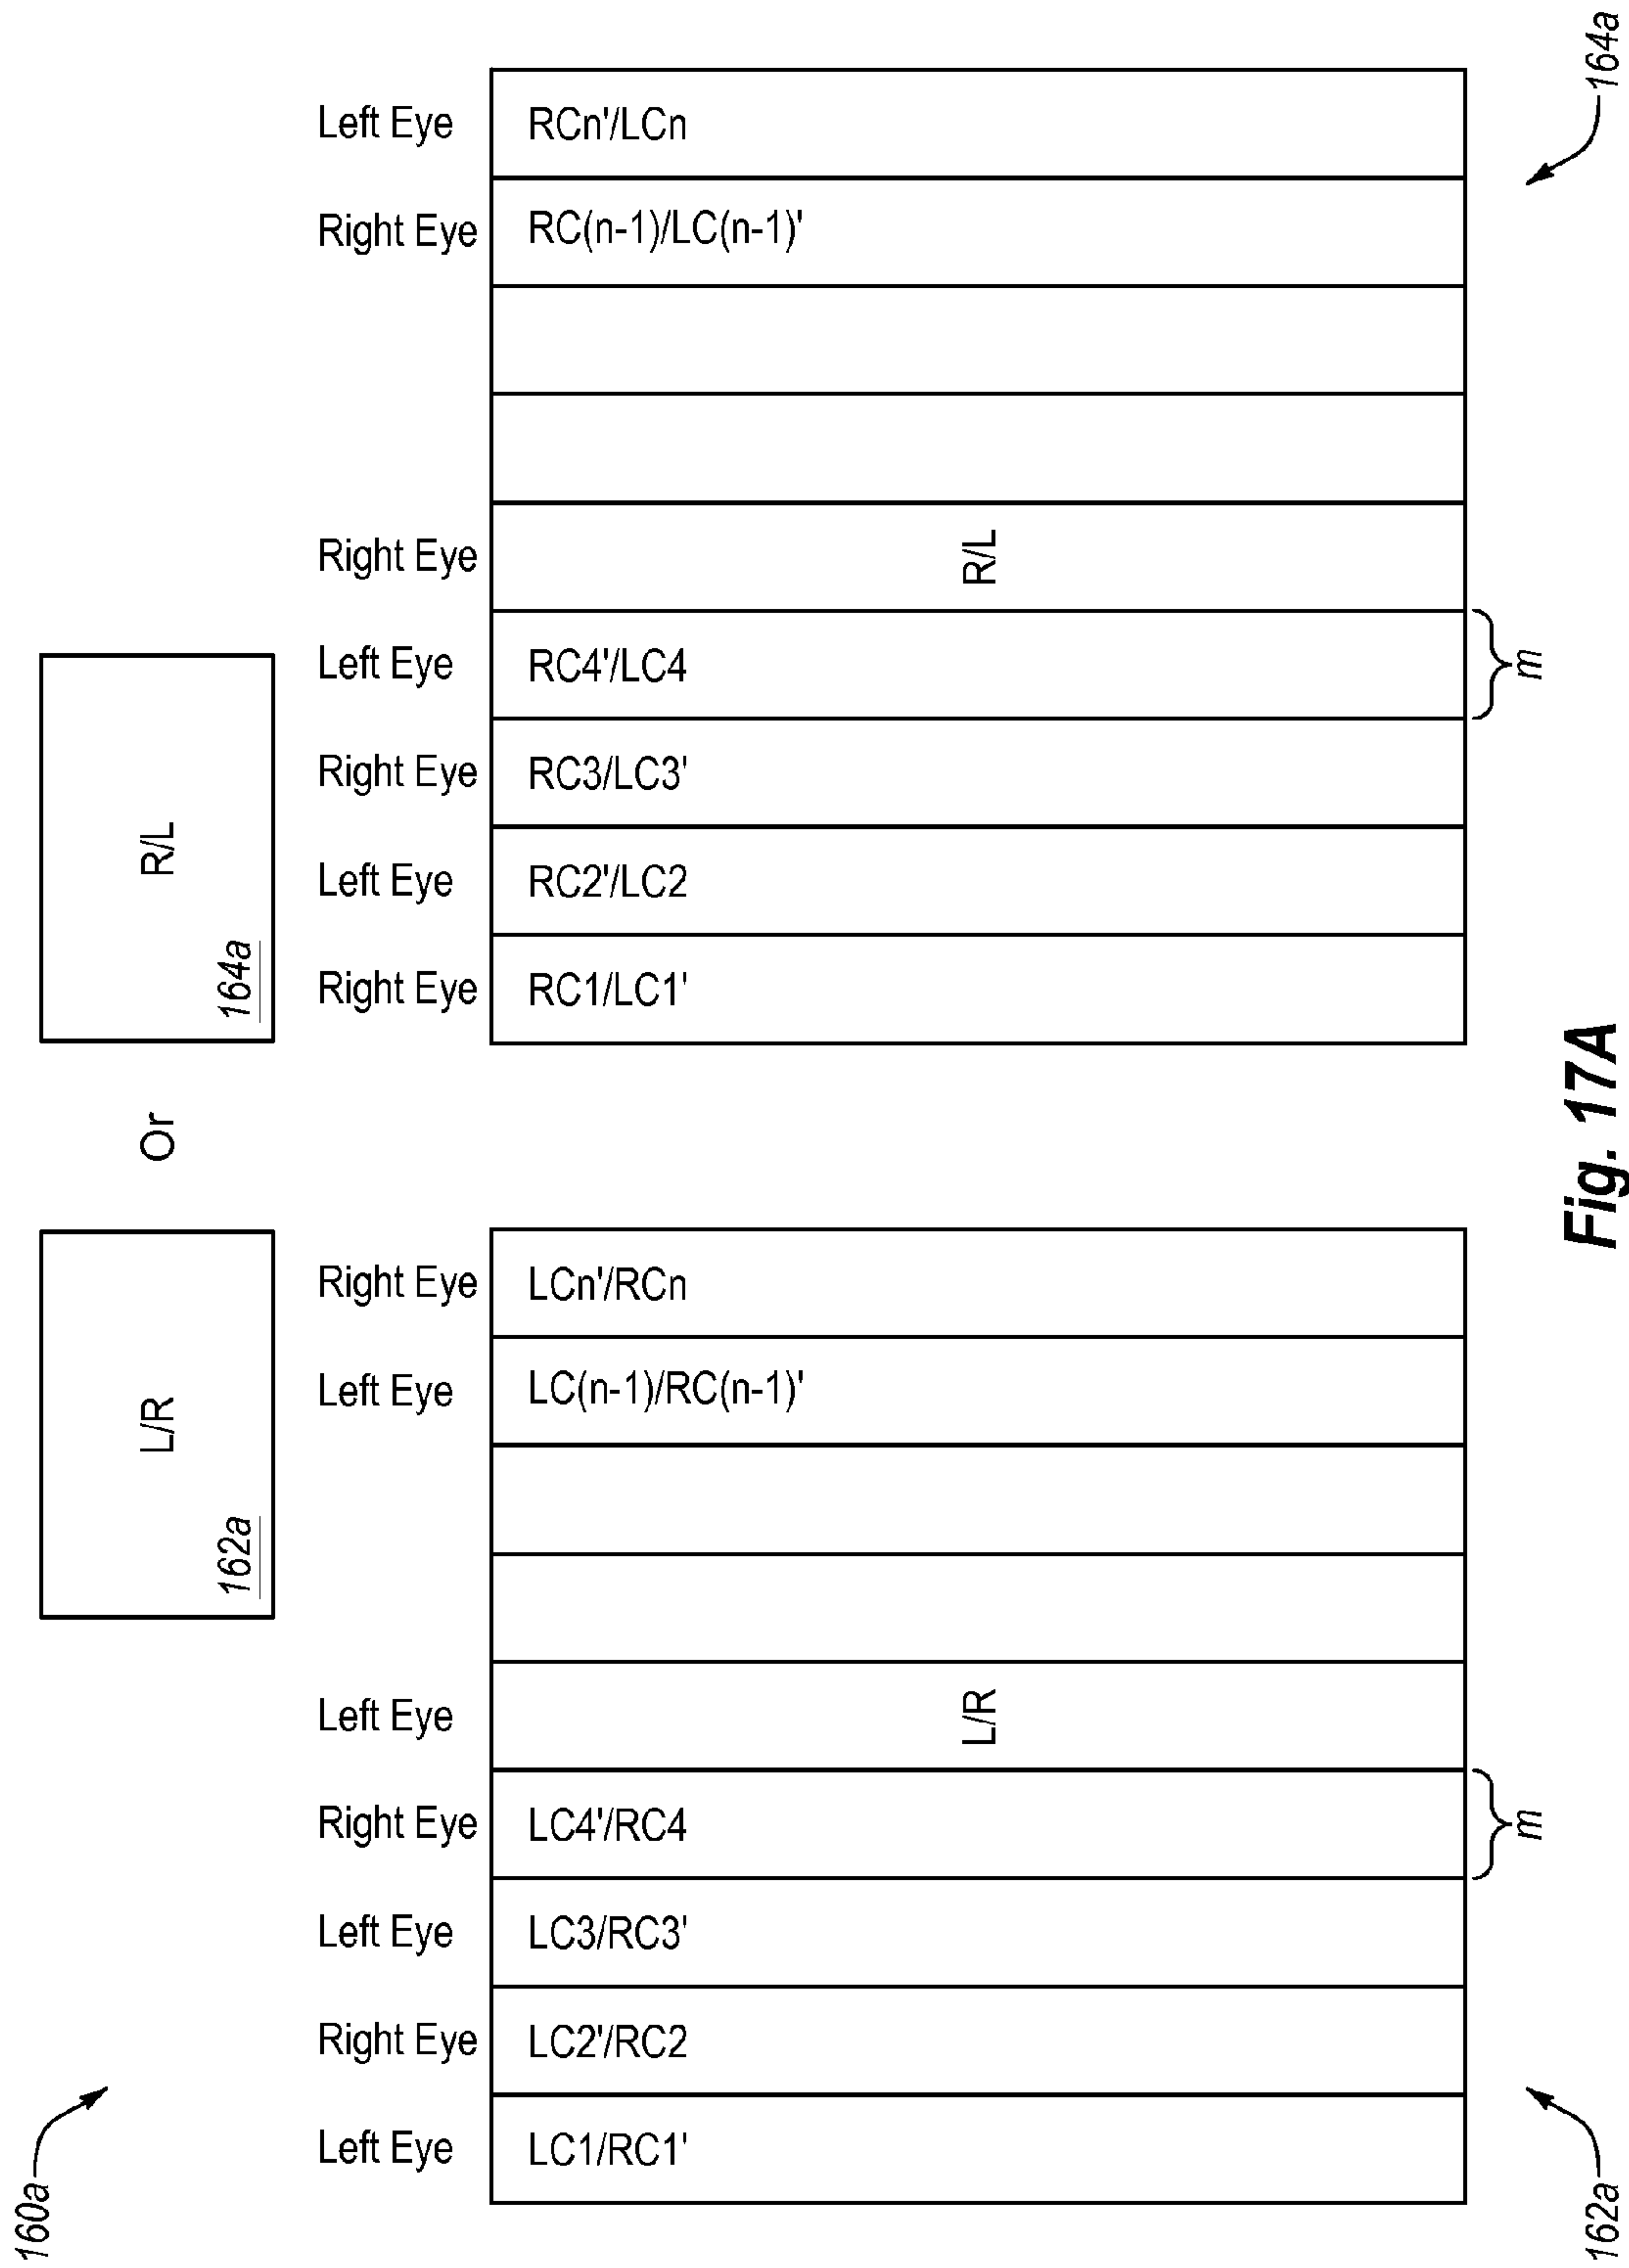 160a
L/R
162a
Or
R/L
164a
Left Eye RCn'/LCn
Right Eye RC(n-1)/LC(n-1)'
Right Eye R/L
Left Eye RC4'/LC4
Right Eye RC3/LC3'
Left Eye RC2'/LC2
Right Eye RC1/LC1'
m
164a
Right Eye LCn'/RCn
Left Eye LC(n-1)/RC(n-1)'
Left Eye L/R
Right Eye LC4'/RC4
Left Eye LC3/RC3'
Right Eye LC2'/RC2
Left Eye LC1/RC1'
m
162a
Fig. 17A